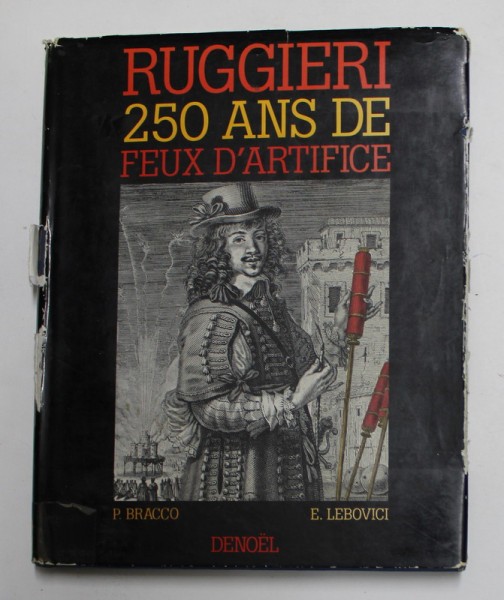 RUGGIERI
250 ANS DE
FEUX D'ARTIFICE
P. BRACCO E. LEBOVICI
DENOËL